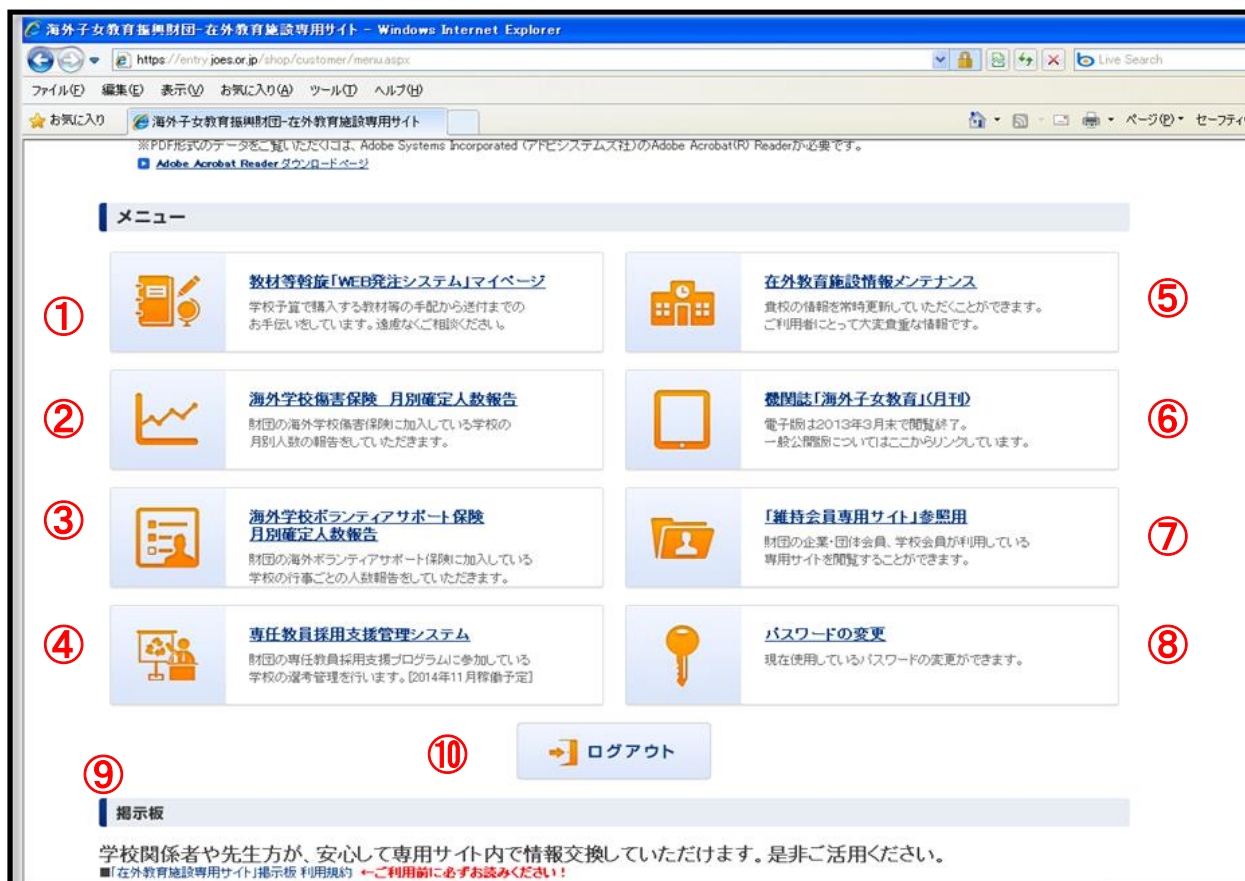 海外子女教育振興財団-在外教育施設専用サイト - Windows Internet Explorer
https://entry.joes.or.jp/shop/customer/menu.aspx
Live Search
ファイル(F) 編集(E) 表示(V) お気に入り(A) ツール(T) ヘルプ(H)
お気に入り
海外子女教育振興財団-在外教育施設専用サイト
ページ(P)
セーフティ
※PDF形式のデータをご覧いただくには、Adobe Systems Incorporated (アドビシステムズ社)のAdobe Acrobat(R) Readerが必要です。
Adobe Acrobat Reader ダウンロードページ
メニュー
①
教材等斡旋「WEB発注システム」マイページ
学校予算で購入する教材等の手配から送付までの
お手伝いをしています。遠慮なくご相談ください。
②
海外学校傷害保険 月別確定人数報告
財団の海外学校傷害保険に加入している学校の
月別人数の報告をしていただきます。
③
海外学校ボランティアサポート保険
月別確定人数報告
財団の海外ボランティアサポート保険に加入している
学校の行事ごとの人数報告をしていただきます。
④
専任教員採用支援管理システム
財団の専任教員採用支援プログラムに参加している
学校の選考管理を行います。[2014年11月稼働予定]
在外教育施設情報メンテナンス
貴校の情報を常時更新していただくことができます。
ご利用者にとって大変貴重な情報です。
⑤
機関誌「海外子女教育」(月刊)
電子版は2013年3月末で閲覧終了。
一般公開版についてはここからリンクしています。
⑥
「維持会員専用サイト」参照用
財団の企業・団体会員、学校会員が利用している
専用サイトを閲覧することができます。
⑦
パスワードの変更
現在使用しているパスワードの変更ができます。
⑧
⑩
ログアウト
⑨
掲示板
学校関係者や先生方が、安心して専用サイト内で情報交換していただけます。是非ご活用ください。
■「在外教育施設専用サイト」掲示板 利用規約 ←ご利用前に必ずお読みください！